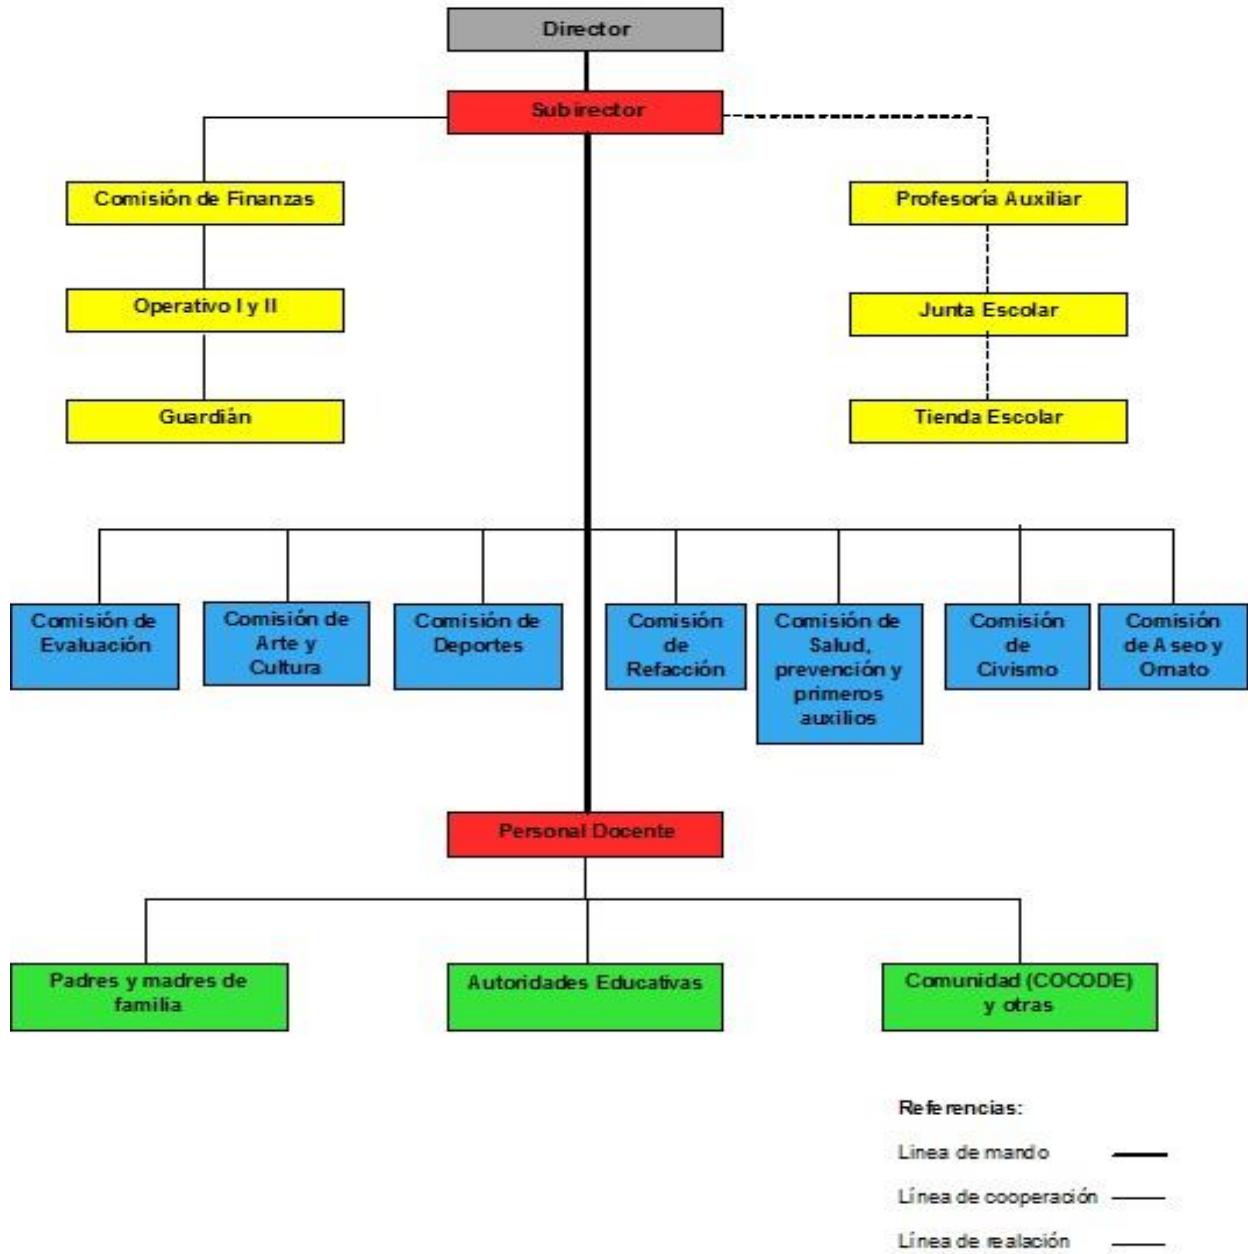 Director
Subirector
Comisión de Finanzas
Profesoría Auxiliar
Operativo I y II
Junta Escolar
Guardián
Tienda Escolar
Comisión de
Evaluación
Comisión de
Arte y
Cultura
Comisión de
Deportes
Comisión
de
Refacción
Comisión de
Salud,
prevención y
primeros
auxilios
Comisión
de
Civismo
Comisión
de Aseo y
Ornato
Personal Docente
Padres y madres de
familia
Autoridades Educativas
Comunidad (COCODE)
y otras
Referencias:
Linea de mando
Línea de cooperación
Línea de realación